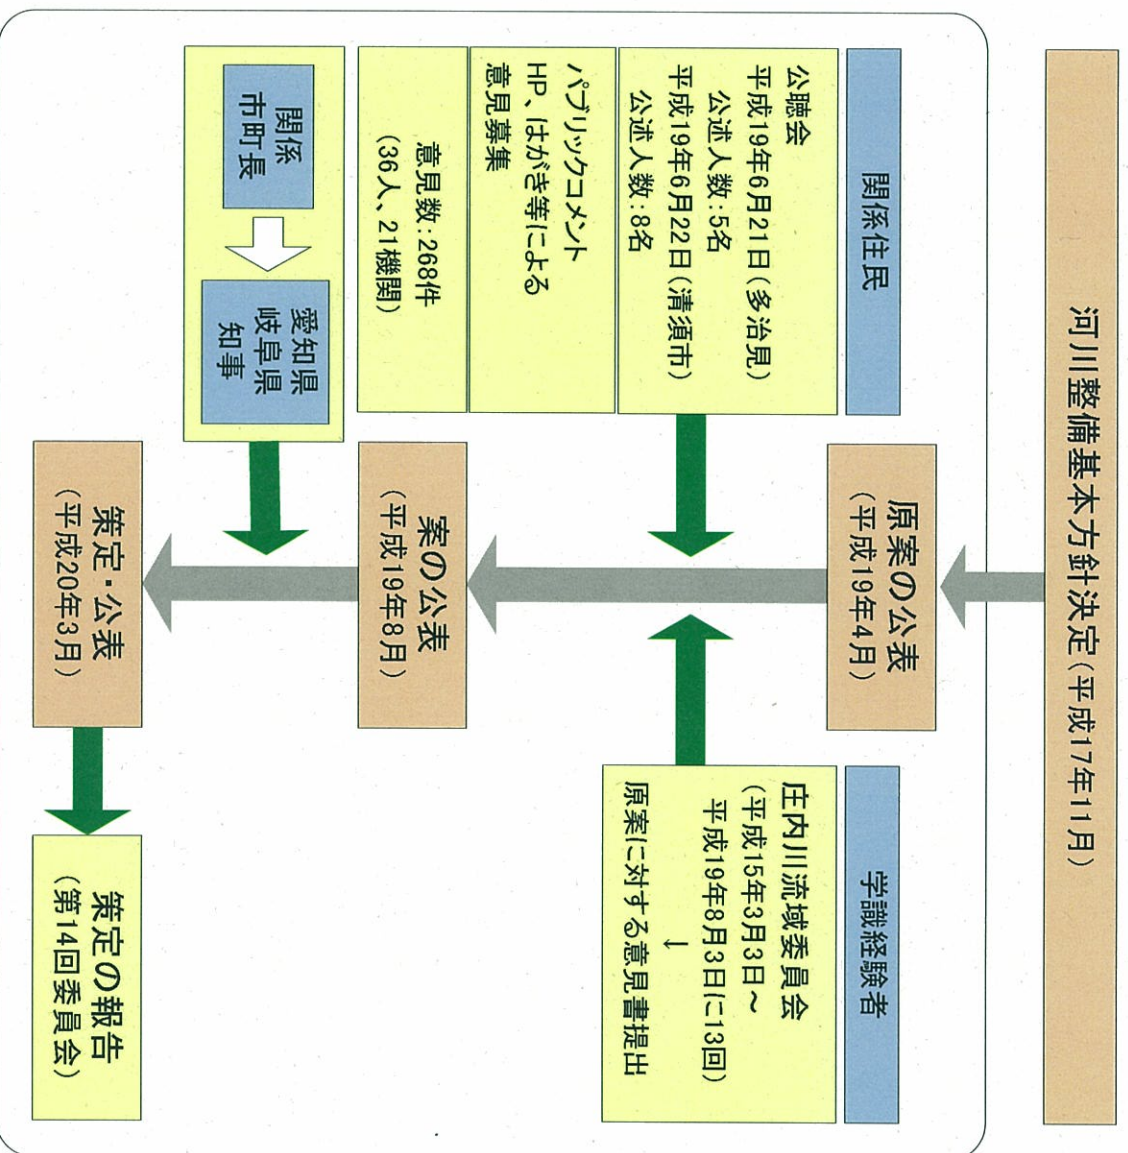 河川整備基本方針決定(平成17年11月)
原案の公表
(平成19年4月)
関係住民
公聴会
平成19年6月21日(多治見)
公述人数:5名
平成19年6月22日(清須市)
公述人数:8名
パブリックコメント
HP、はがき等による
意見募集
意見数:268件
(36人、21機関)
学識経験者
庄内川流域委員会
(平成15年3月3日~
平成19年8月3日に13回)
↓
原案に対する意見書提出
案の公表
(平成19年8月)
関係
市町長
愛知県
岐阜県
知事
策定・公表
(平成20年3月)
策定の報告
(第14回委員会)